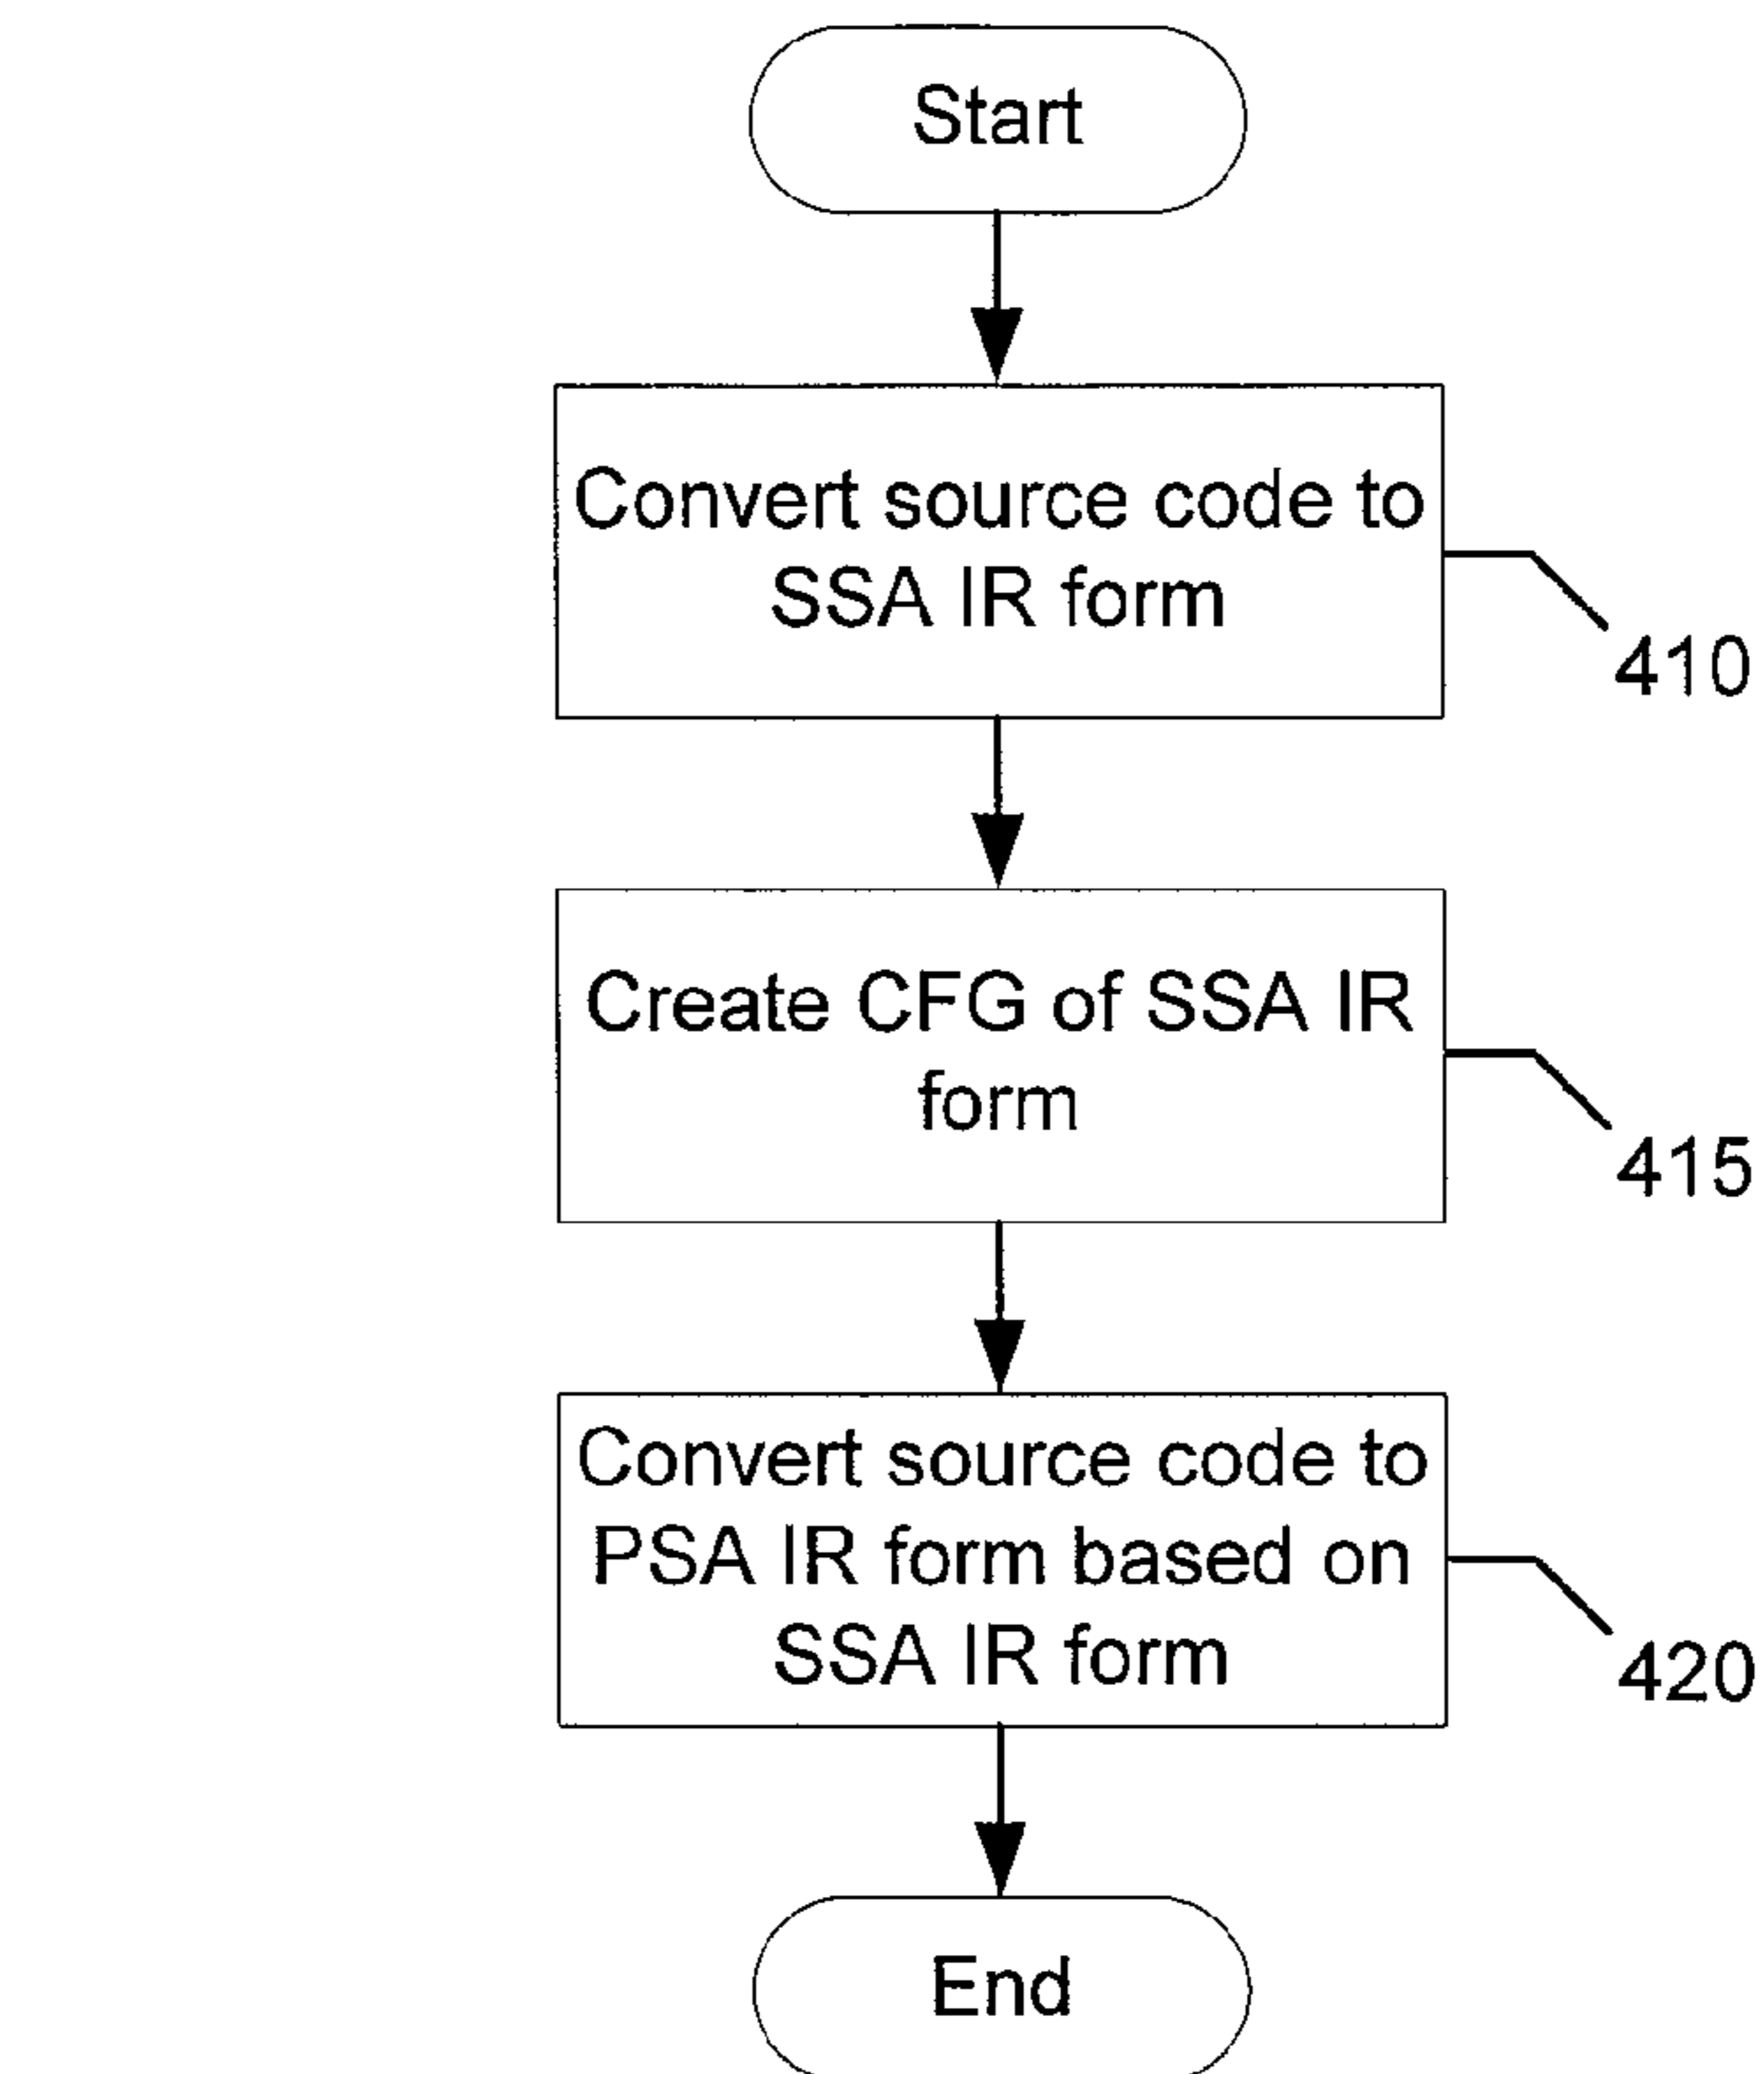 Start
Convert source code to
SSA IR form
410
Create CFG of SSA IR
form
415
Convert source code to
PSA IR form based on
SSA IR form
420
End